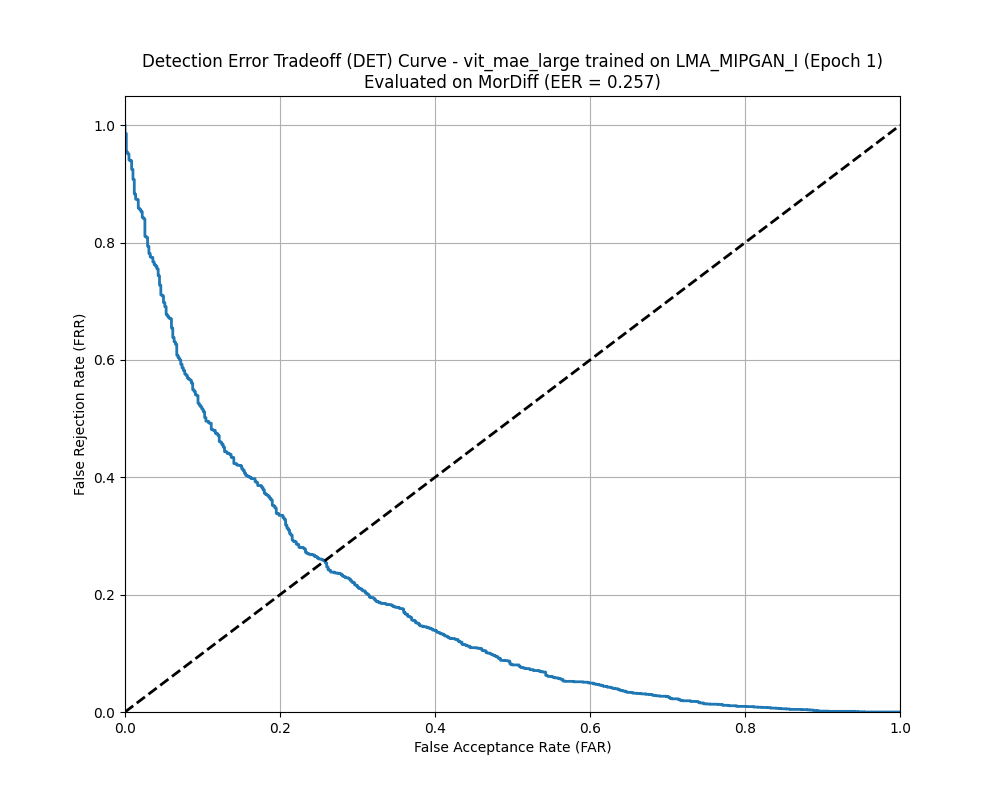 Detection Error Tradeoff (DET) Curve - vit_mae_large trained on LMA_MIPGAN_I (Epoch 1)
Evaluated on MorDiff (EER = 0.257)
1.0
0.8
0.6
0.4
0.2
0.0
False Rejection Rate (FRR)
0.0 0.2 0.4 0.6 0.8 1.0
False Acceptance Rate (FAR)